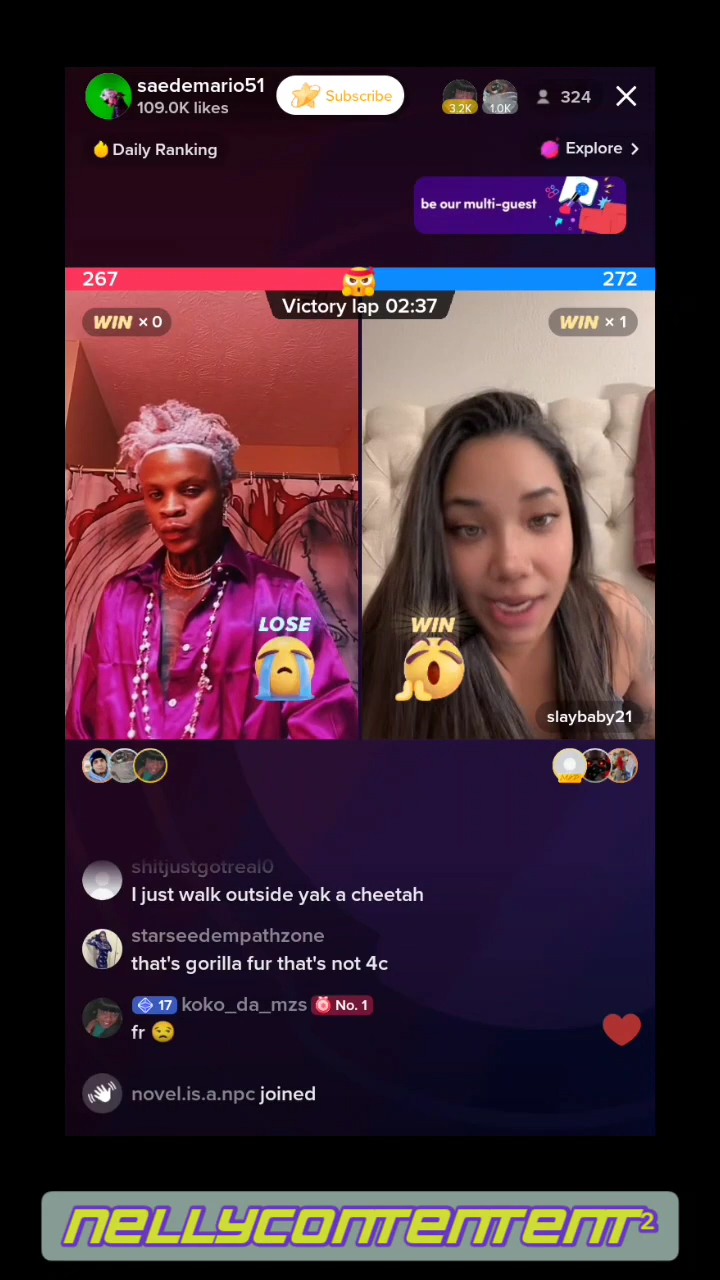 saedemario51
Subscribe
109.0K likes
3.2K
1.0K
324
Daily Ranking
Explore
be our multi-guest
267
272
Victory lap 02:37
WIN × 0
WIN × 1
LOSE
WIN
slaybaby21
shitjustgotreal0
I just walk outside yak a cheetah
starseedempathzone
that's gorilla fur that's not 4c
17 koko_da_mzs No. 1
fr 😒
novel.is.a.npc joined
NELLYCONTENTENT²